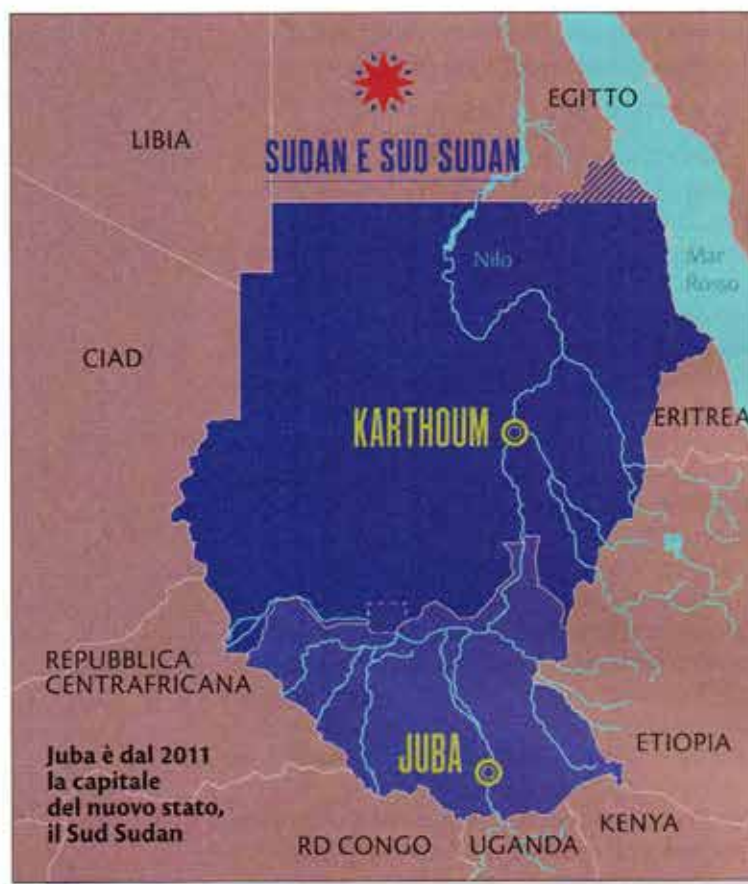 EGITTO
LIBIA
SUDAN E SUD SUDAN
Nilo
Mar
Rosso
CIAD
KARTHOUM
ERITREA
REPUBBLICA
CENTRAFRICANA
ETIOPIA
JUBA
Juba è dal 2011
la capitale
del nuovo stato,
il Sud Sudan
KENYA
RD CONGO
UGANDA